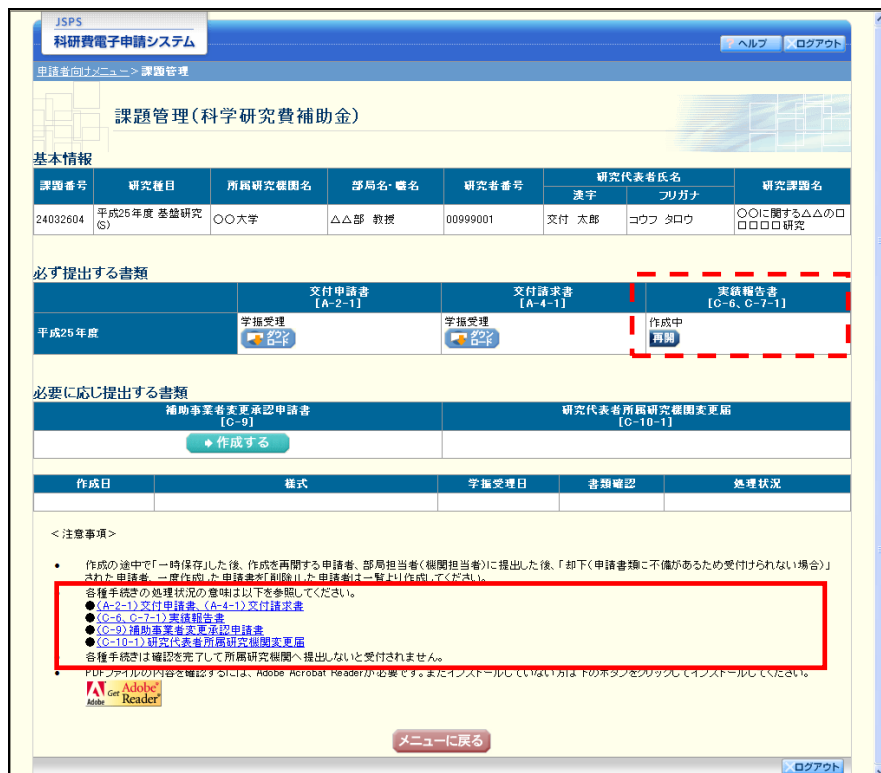 JSPS
科研費電子申請システム
ヘルプ
ログアウト
申請者向けメニュー>課題管理
課題管理(科学研究費補助金)
基本情報
課題番号 研究種目 所属研究機関名 部局名・職名 研究者番号 研究代表者氏名 研究課題名
漢字 フリガナ
24032604 平成25年度 基盤研究(S) ○○大学 △△部 教授 00999001 交付 太郎 コウフ タロウ ○○に関する△△の□□□□□研究
必ず提出する書類
交付申請書 交付請求書 実績報告書
[A-2-1] [A-4-1] [C-6、C-7-1]
平成25年度 学振受理 学振受理 作成中
ダウンロード ダウンロード 再開
必要に応じ提出する書類
補助事業者変更承認申請書 研究代表者所属研究機関変更届
[C-9] [C-10-1]
作成する
作成日 様式 学振受理日 書類確認 処理状況
<注意事項>
• 作成の途中で「一時保存」した後、作成を再開する申請者、部局担当者(機関担当者)に提出した後、「却下(申請書類に不備があるため受付けられない場合)」
された申請者、一度作成した申請書を「削除」した申請者は一覧より作成してください。
• 各種手続きの処理状況の意味は以下を参照してください。
●(A-2-1)交付申請書、(A-4-1)交付請求書
●(C-6、C-7-1)実績報告書
●(C-9)補助事業者変更承認申請書
●(C-10-1)研究代表者所属研究機関変更届
各種手続きは確認を完了して所属研究機関へ提出しないと受付されません。
• PDFファイルの内容を確認するには、Adobe Acrobat Readerが必要です。まだインストールしていない方は下のボタンをクリックしてインストールしてください。
Adobe Get Adobe® Reader®
メニューに戻る
ログアウト